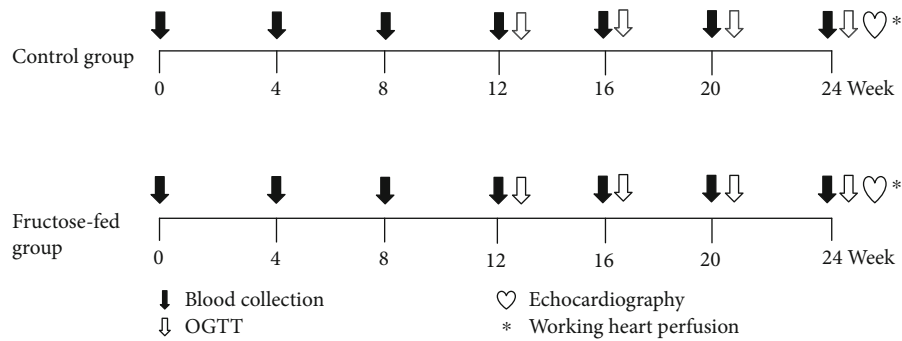 Control group
0 4 8 12 16 20 24 Week
*
Fructose-fed
group
0 4 8 12 16 20 24 Week
*
Blood collection
OGTT
Echocardiography
* Working heart perfusion